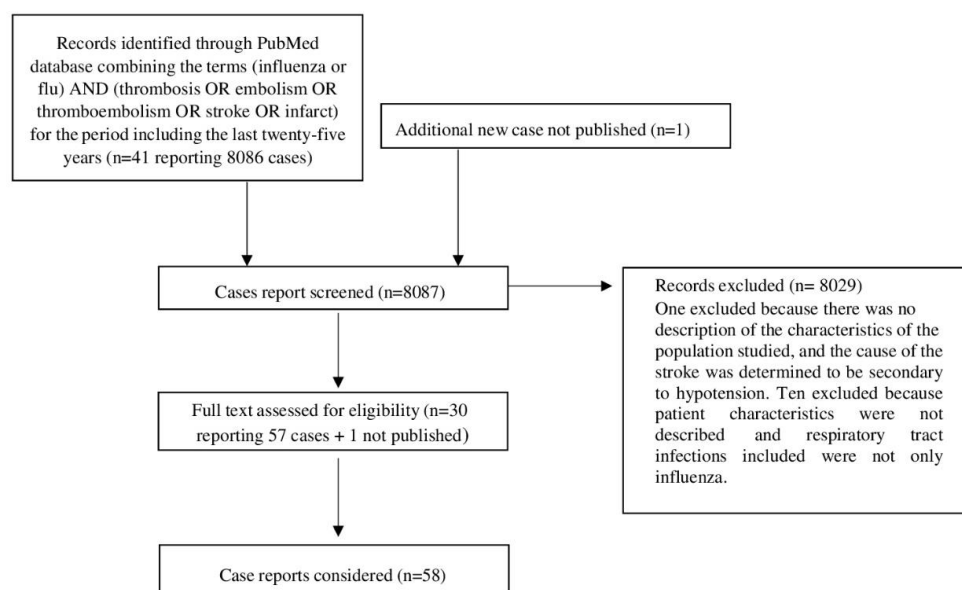 Records identified through PubMed
database combining the terms (influenza or
flu) AND (thrombosis OR embolism OR
thromboembolism OR stroke OR infarct)
for the period including the last twenty-five
years (n=41 reporting 8086 cases)
Additional new case not published (n=1)
Cases report screened (n=8087)
Records excluded (n= 8029)
One excluded because there was no
description of the characteristics of the
population studied, and the cause of the
stroke was determined to be secondary
to hypotension. Ten excluded because
patient characteristics were not
described and respiratory tract
infections included were not only
influenza.
Full text assessed for eligibility (n=30
reporting 57 cases + 1 not published)
Case reports considered (n=58)